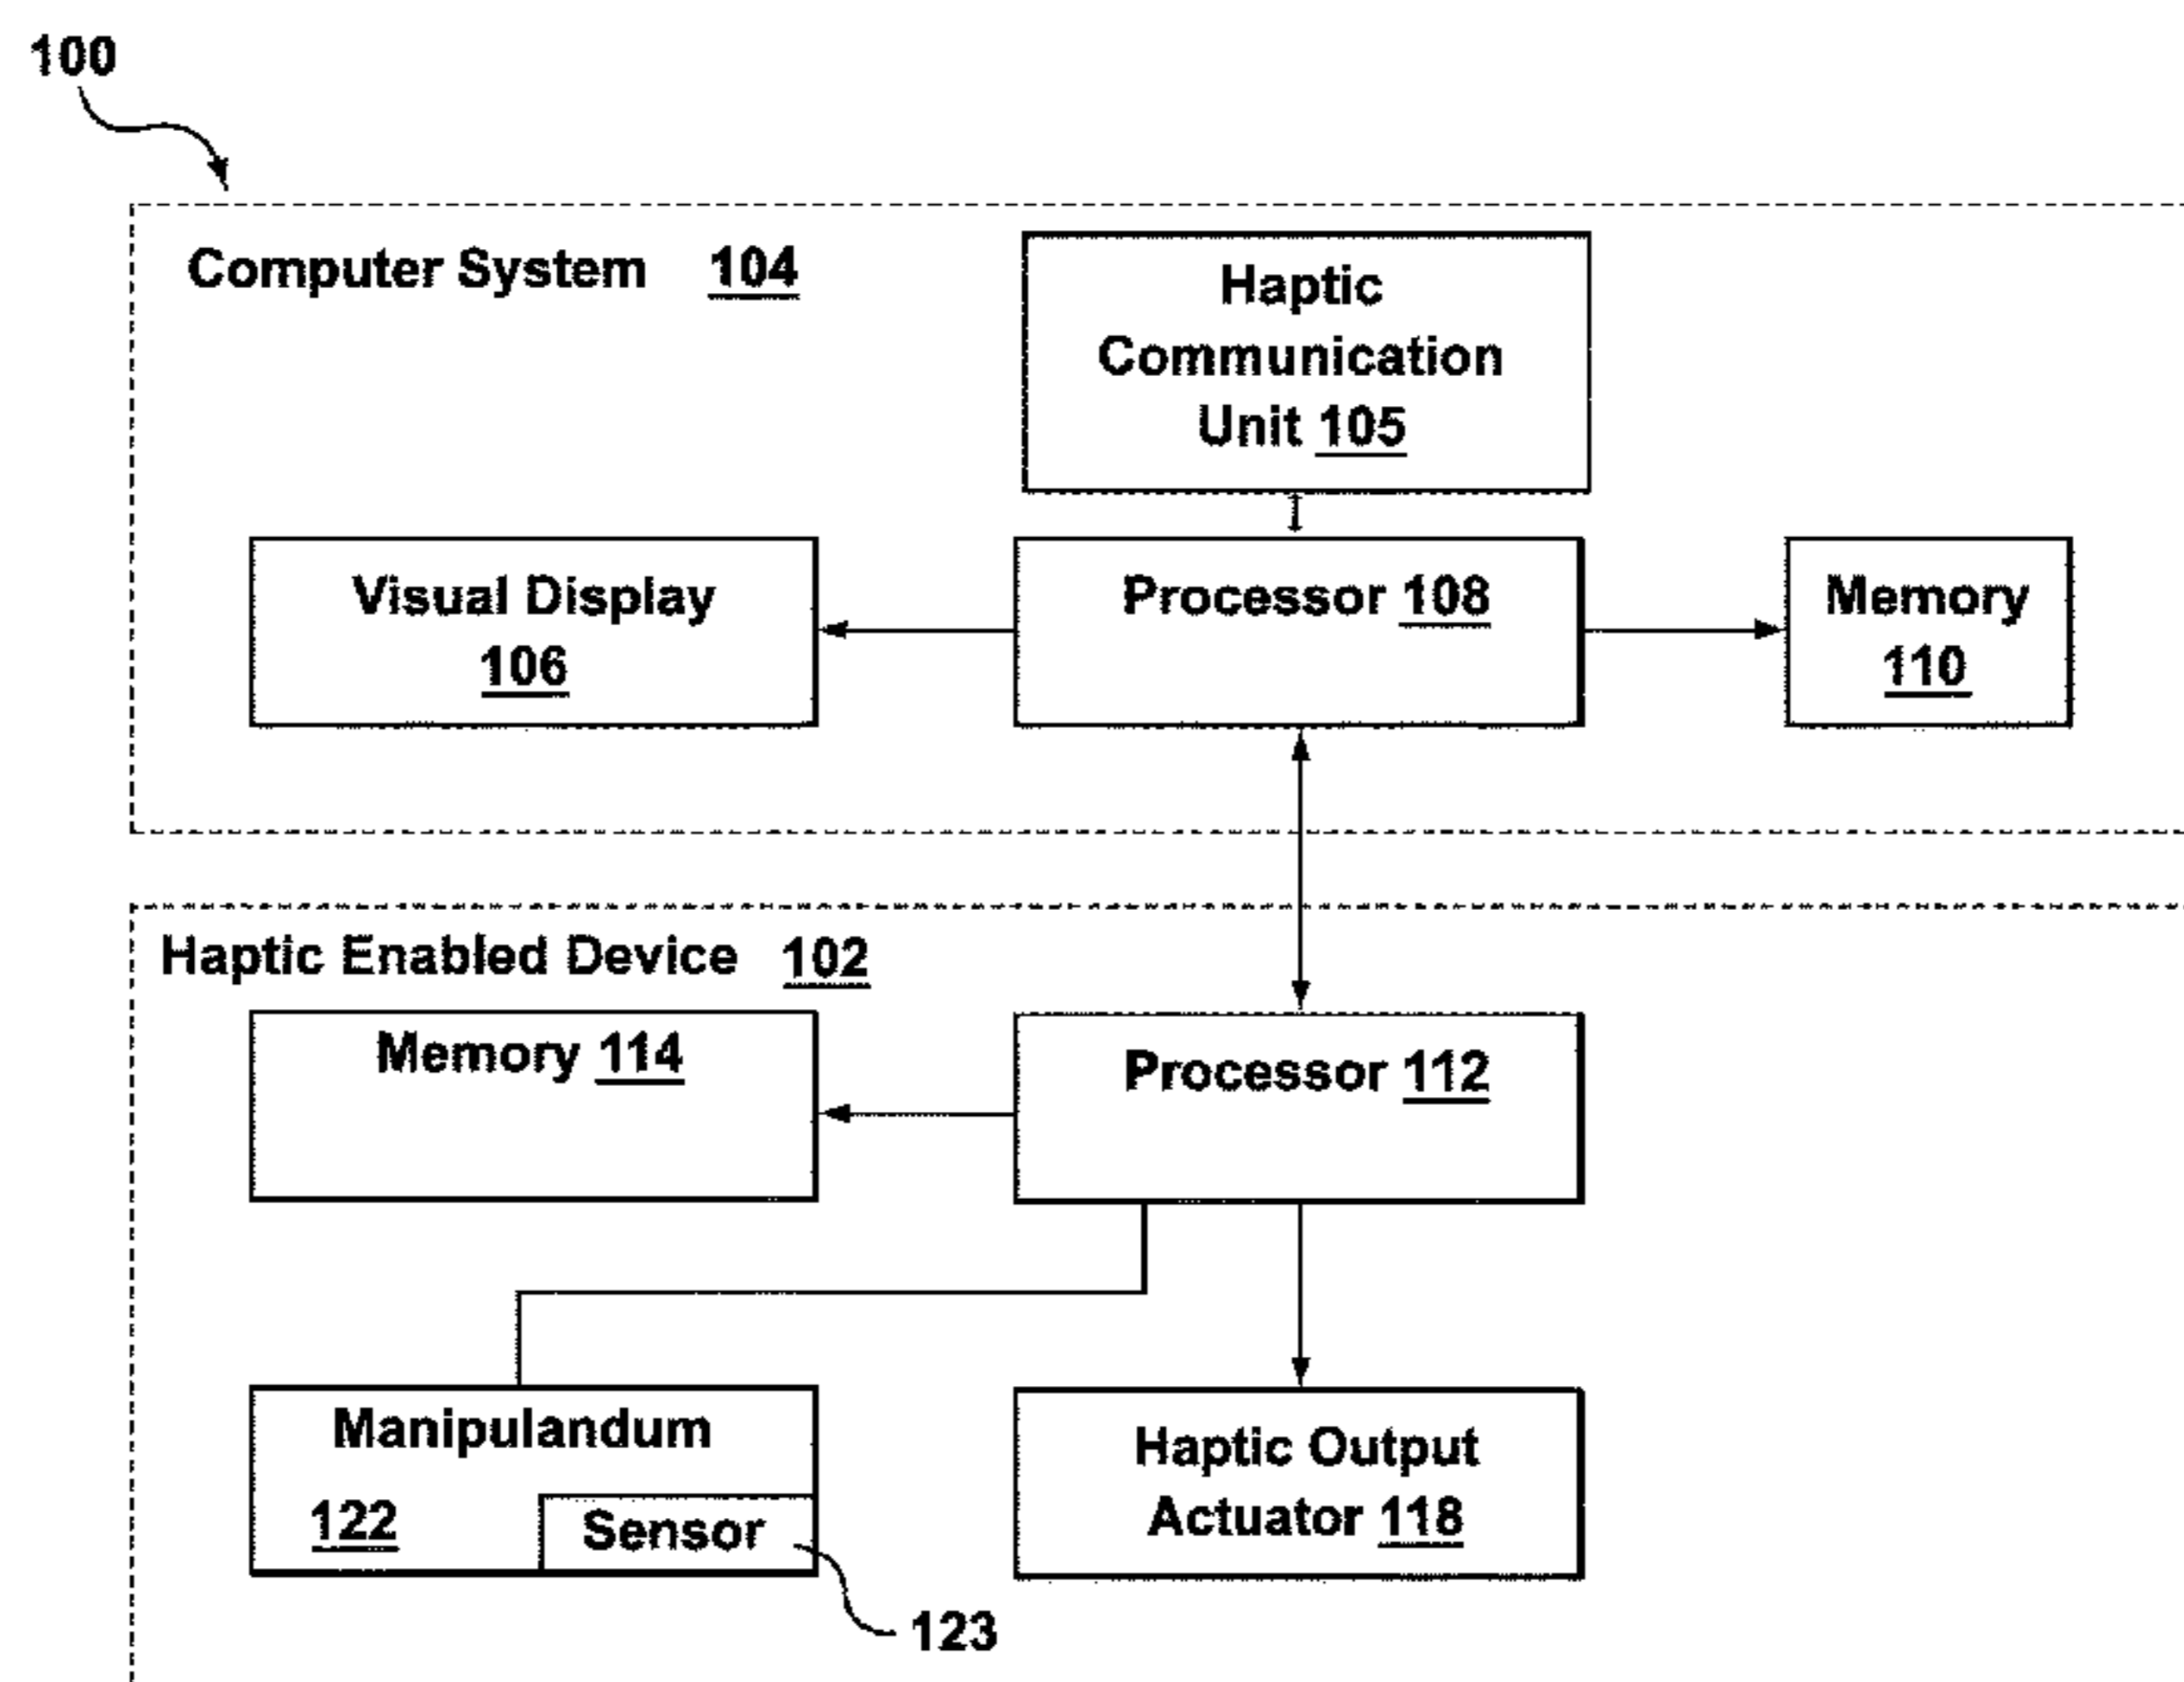 100
Computer System 104
Haptic
Communication
Unit 105
Visual Display
106
Processor 108
Memory
110
Haptic Enabled Device 102
Memory 114
Processor 112
Manipulandum
122
Sensor
123
Haptic Output
Actuator 118